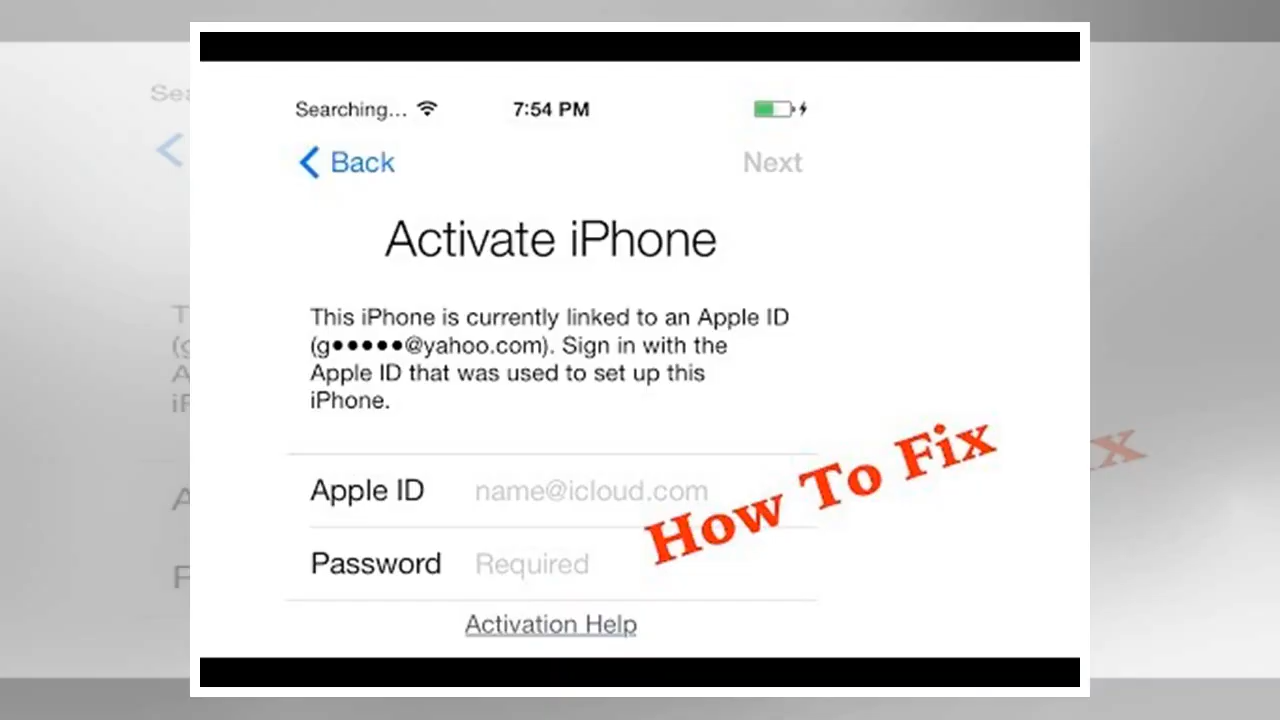 Searching... 7:54 PM
Back Next
Activate iPhone
This iPhone is currently linked to an Apple ID
(g●●●●●@yahoo.com). Sign in with the
Apple ID that was used to set up this
iPhone.
Apple ID name@icloud.com
Password Required
How To Fix
Activation Help